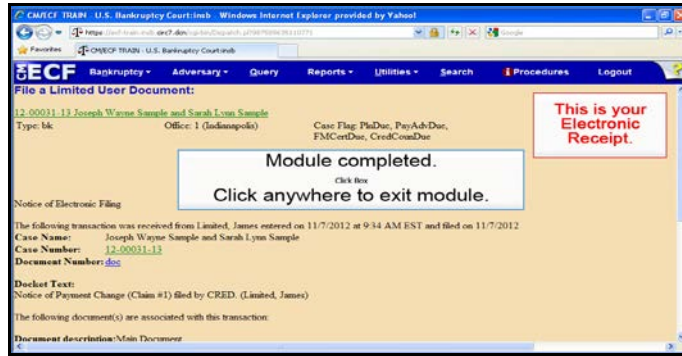 CM/ECF TRAIN - U.S. Bankruptcy Court:insb - Windows Internet Explorer provided by Yahoo!
Google
Favorites CM/ECF TRAIN - U.S. Bankruptcy Court:insb
ECF Bankruptcy Adversary Query Reports Utilities Search Procedures Logout
File a Limited User Document:
This is your
Electronic
Receipt.
12-00031-13 Joseph Wayne Sample and Sarah Lynn Sample
Type: bk Office: 1 (Indianapolis) Case Flag: PlnDue, PayAdvDue,
FMCertDue, CredCounDue
Module completed.
Click Box
Click anywhere to exit module.
Notice of Electronic Filing
The following transaction was received from Limited, James entered on 11/7/2012 at 9:34 AM EST and filed on 11/7/2012
Case Name: Joseph Wayne Sample and Sarah Lynn Sample
Case Number: 12-00031-13
Document Number: doc
Docket Text:
Notice of Payment Change (Claim #1) filed by CRED. (Limited, James)
The following document(s) are associated with this transaction:
Document description:Main Document